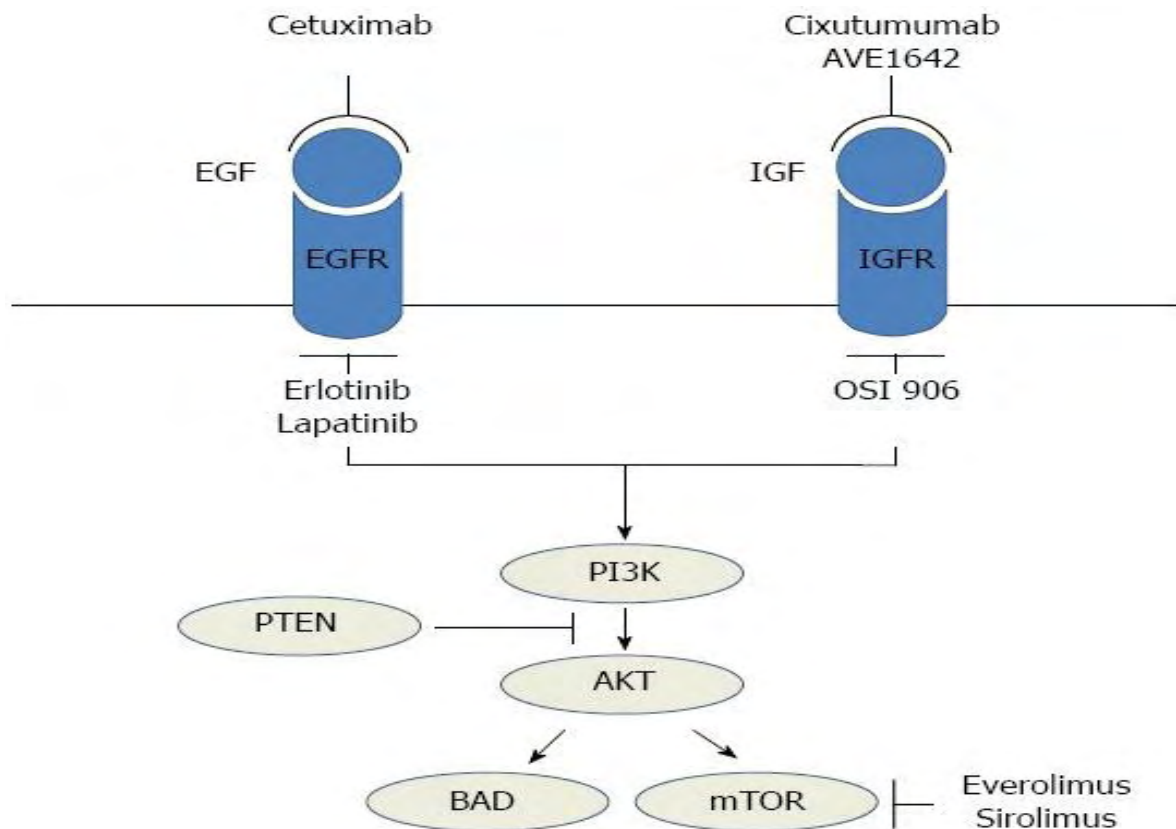 Cetuximab
Cixutumumab
AVE1642
EGF
IGF
EGFR
IGFR
Erlotinib
Lapatinib
OSI 906
PI3K
PTEN
AKT
BAD
mTOR
Everolimus
Sirolimus